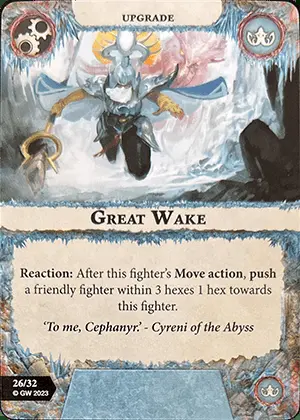 UPGRADE
GREAT WAKE
Reaction: After this fighter's Move action, push
a friendly fighter within 3 hexes 1 hex towards
this fighter.
'To me, Cephanyr.' - Cyreni of the Abyss
26/32
© GW 2023